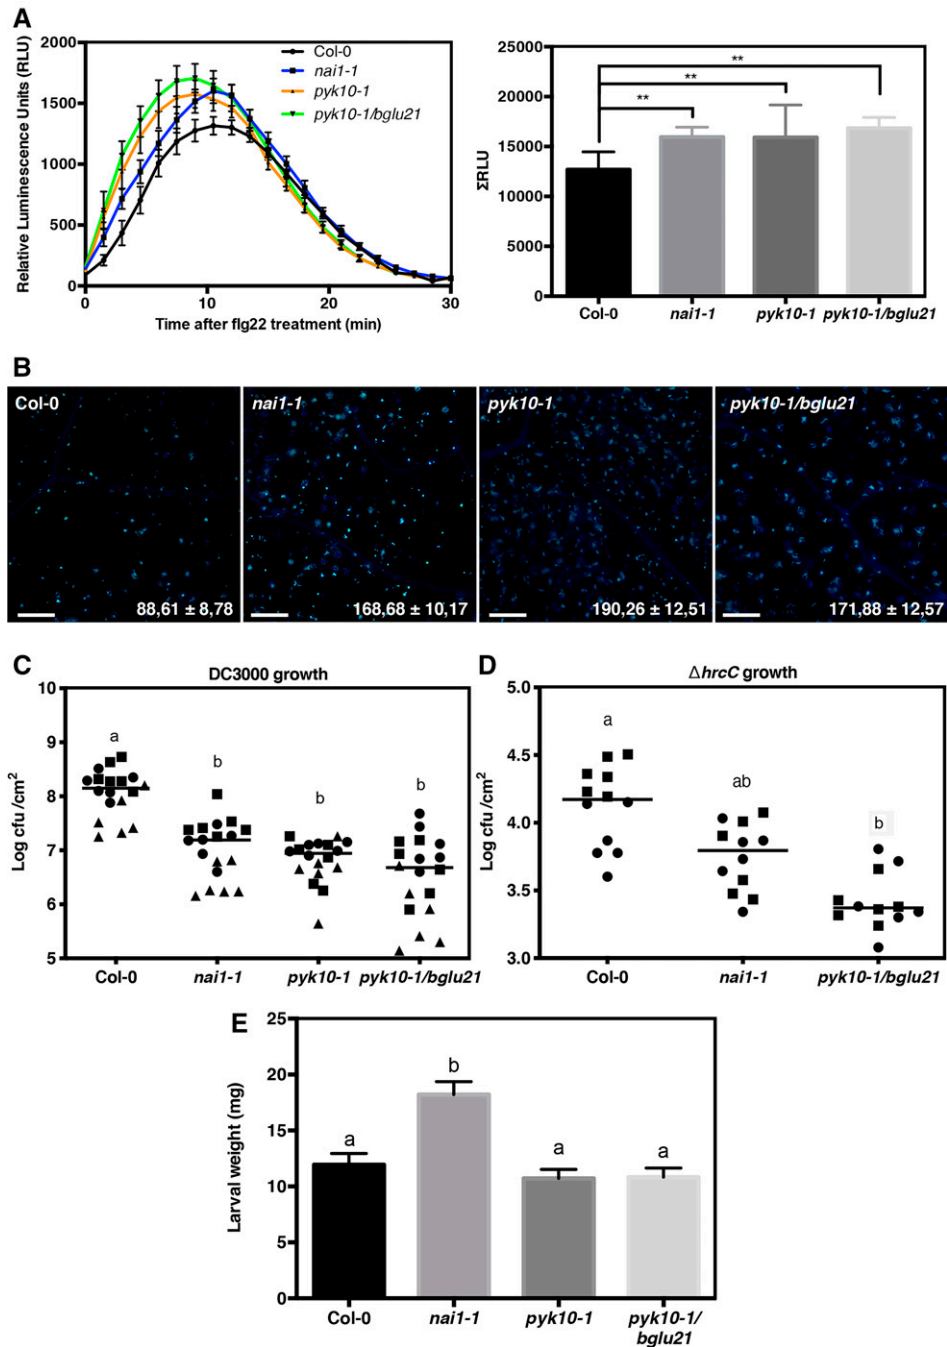 A
Relative Luminescence Units (RLU)
2000
1500
1000
500
0
0
10
20
30
Time after flg22 treatment (min)
Col-0
nai1-1
pyk10-1
pyk10-1/bglu21
ΣRLU
25000
20000
15000
10000
5000
0
**
**
**
Col-0
nai1-1
pyk10-1
pyk10-1/bglu21
B
Col-0
nai1-1
pyk10-1
pyk10-1/bglu21
88,61 ± 8,78
168,68 ± 10,17
190,26 ± 12,51
171,88 ± 12,57
C
DC3000 growth
Log cfu /cm²
10
9
8
7
6
5
a
b
b
b
Col-0
nai1-1
pyk10-1
pyk10-1/bglu21
D
ΔhrcC growth
Log cfu /cm²
5.0
4.5
4.0
3.5
3.0
a
ab
b
Col-0
nai1-1
pyk10-1/bglu21
E
Larval weight (mg)
25
20
15
10
5
0
a
b
a
a
Col-0
nai1-1
pyk10-1
pyk10-1/
bglu21